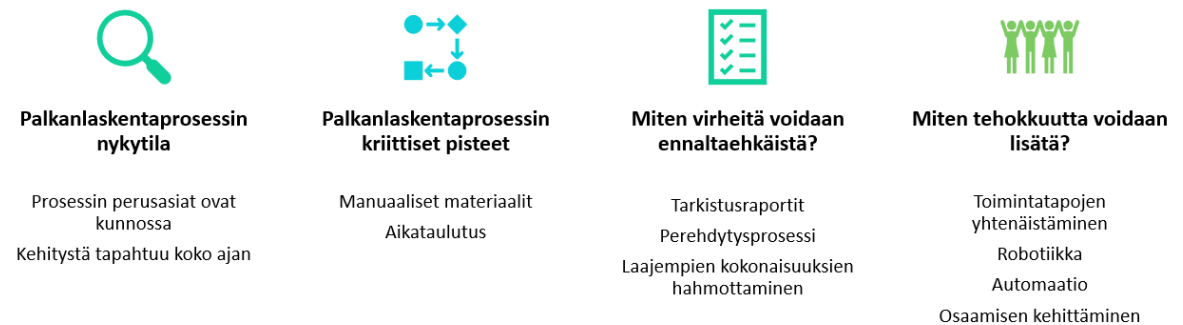 Palkanlaskentaprosessin
nykytila
Prosessin perusasiat ovat
kunnossa
Kehitystä tapahtuu koko ajan
Palkanlaskentaprosessin
kriittiset pisteet
Manuaaliset materiaalit
Aikataulutus
Miten virheitä voidaan
ennaltaehkäistä?
Tarkistusraportit
Perehdytysprosessi
Laajempien kokonaisuuksien
hahmottaminen
Miten tehokkuutta voidaan
lisätä?
Toimintatapojen
yhtenäistäminen
Robotiikka
Automaatio
Osaamisen kehittäminen